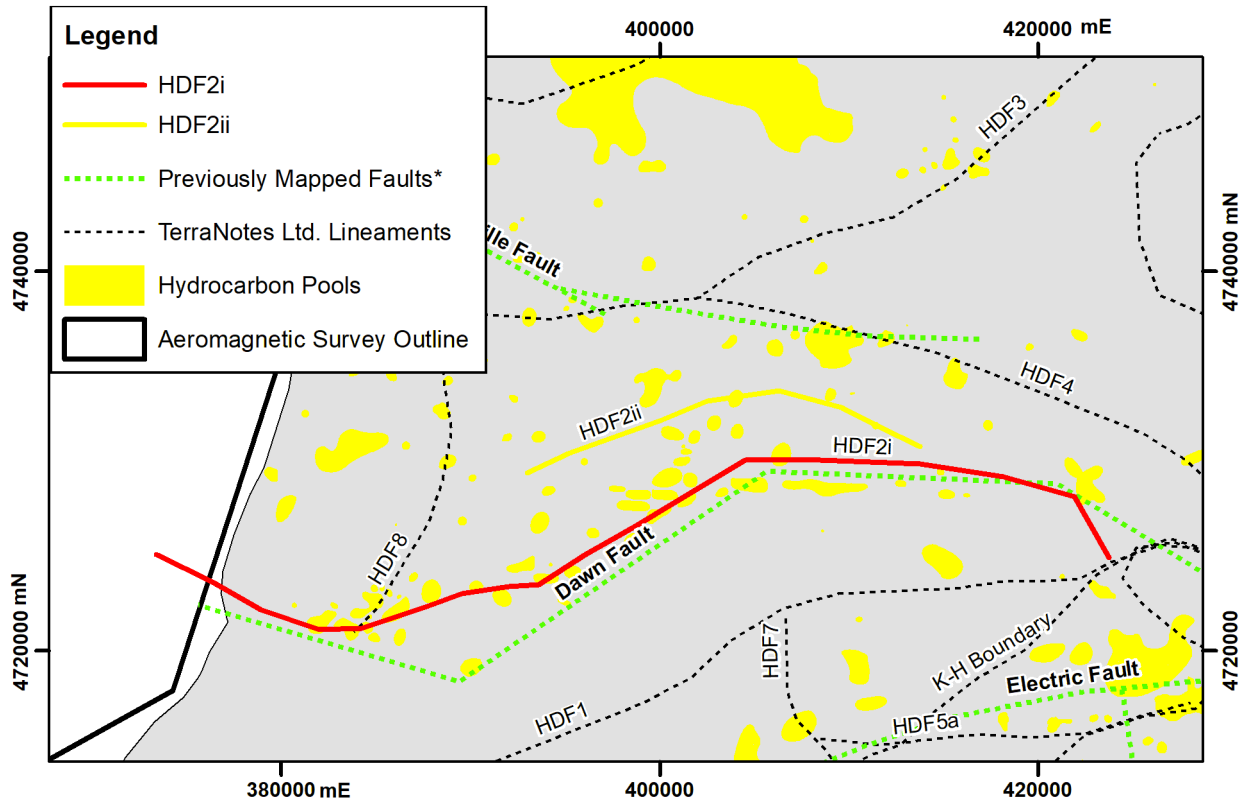 Legend
HDF2i
HDF2ii
Previously Mapped Faults*
TerraNotes Ltd. Lineaments
Hydrocarbon Pools
Aeromagnetic Survey Outline
400000
420000 mE
4740000
4740000 mN
HDF3
ille Fault
HDF4
HDF2ii
HDF2i
HDF8
Dawn Fault
4720000 mN
4720000
HDF7
K-H Boundary
Electric Fault
HDF1
HDF5a
380000 mE
400000
420000